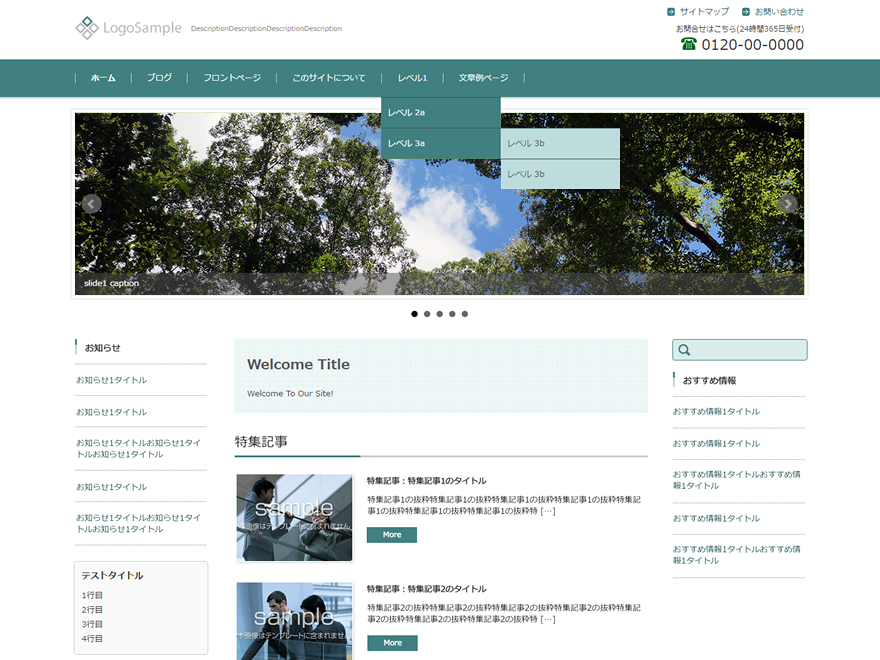 サイトマップ お問い合わせ
LogoSample DescriptionDescriptionDescriptionDescription
お問合せはこちら(24時間365日受付)
0120-00-0000
ホーム ブログ フロントページ このサイトについて レベル1 文章例ページ
レベル 2a
レベル 3a レベル 3b
レベル 3b
slide1 caption
お知らせ
お知らせ1タイトル
お知らせ1タイトル
お知らせ1タイトルお知らせ1タイ
トルお知らせ1タイトル
お知らせ1タイトル
お知らせ1タイトルお知らせ1タイ
トルお知らせ1タイトル
テストタイトル
1行目
2行目
3行目
4行目
Welcome Title
Welcome To Our Site!
特集記事
sample
本画像はテンプレートに含まれません
特集記事：特集記事1のタイトル
特集記事1の抜粋特集記事1の抜粋特集記事1の抜粋特集記事1の抜粋特集記
事1の抜粋特集記事1の抜粋特集記事1の抜粋特 […]
More
sample
本画像はテンプレートに含まれません
特集記事：特集記事2のタイトル
特集記事2の抜粋特集記事2の抜粋特集記事2の抜粋特集記事2の抜粋特集記
事2の抜粋特集記事2の抜粋特集記事2の抜粋特 […]
More
おすすめ情報
おすすめ情報1タイトル
おすすめ情報1タイトル
おすすめ情報1タイトルおすすめ情
報1タイトル
おすすめ情報1タイトル
おすすめ情報1タイトルおすすめ情
報1タイトル